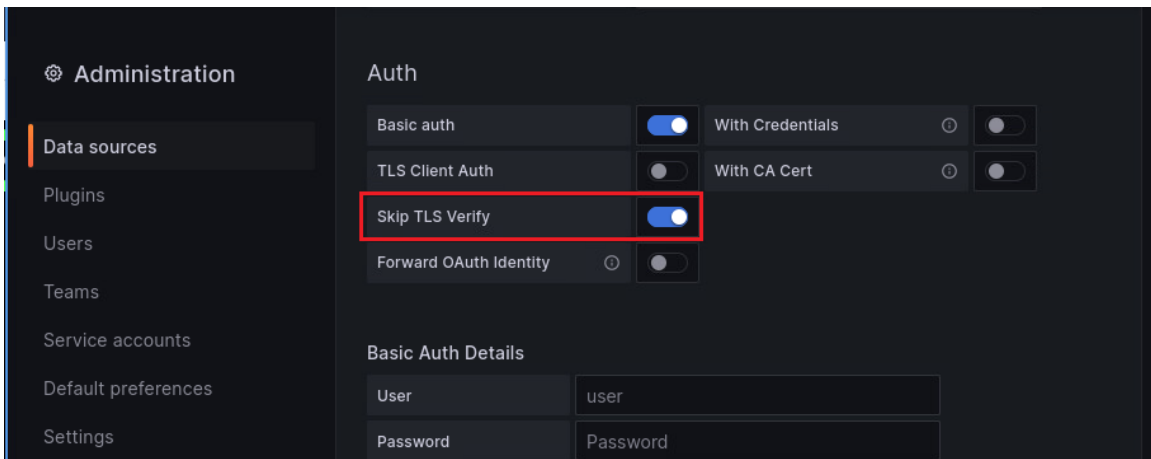 Administration
Data sources
Plugins
Users
Teams
Service accounts
Default preferences
Settings
Auth
Basic auth
With Credentials
TLS Client Auth
With CA Cert
Skip TLS Verify
Forward OAuth Identity
Basic Auth Details
User
user
Password
Password